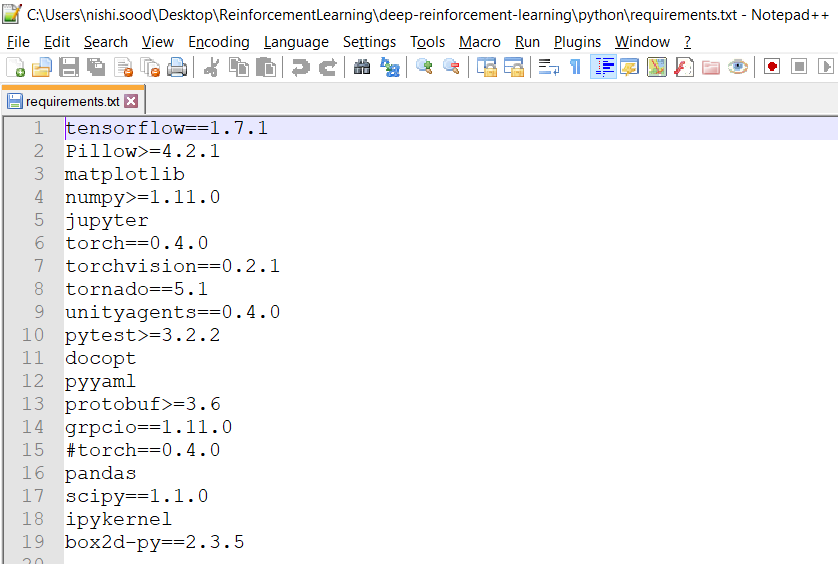 C:\Users\nishi.sood\Desktop\ReinforcementLearning\deep-reinforcement-learning\python\requirements.txt - Notepad++
File Edit Search View Encoding Language Settings Tools Macro Run Plugins Window ?
requirements.txt
1 tensorflow==1.7.1
2 Pillow>=4.2.1
3 matplotlib
4 numpy>=1.11.0
5 jupyter
6 torch==0.4.0
7 torchvision==0.2.1
8 tornado==5.1
9 unityagents==0.4.0
10 pytest>=3.2.2
11 docopt
12 pyyaml
13 protobuf>=3.6
14 grpcio==1.11.0
15 #torch==0.4.0
16 pandas
17 scipy==1.1.0
18 ipykernel
19 box2d-py==2.3.5
20